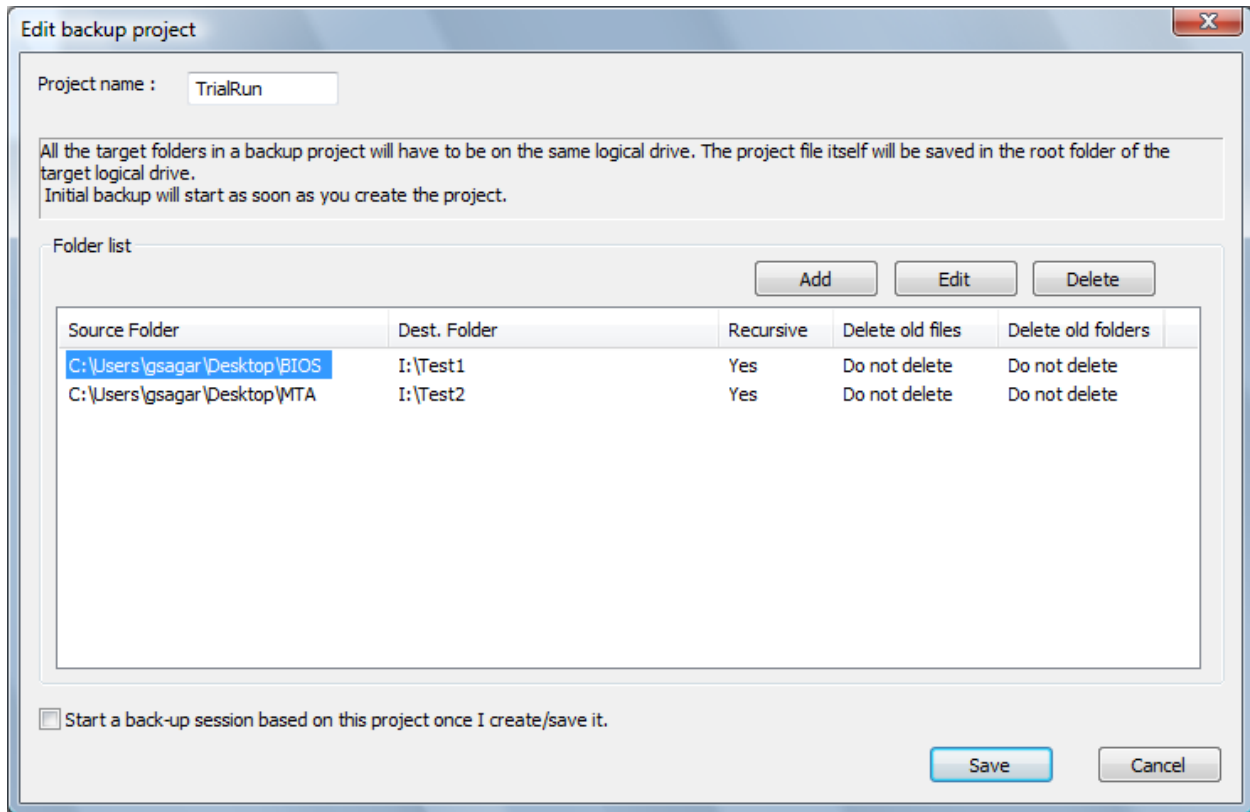 Edit backup project
Project name : TrialRun
All the target folders in a backup project will have to be on the same logical drive. The project file itself will be saved in the root folder of the
target logical drive.
Initial backup will start as soon as you create the project.
Folder list
Add Edit Delete
Source Folder Dest. Folder Recursive Delete old files Delete old folders
C:\Users\gsagar\Desktop\BIOS I:\Test1 Yes Do not delete Do not delete
C:\Users\gsagar\Desktop\MTA I:\Test2 Yes Do not delete Do not delete
Start a back-up session based on this project once I create/save it.
Save Cancel